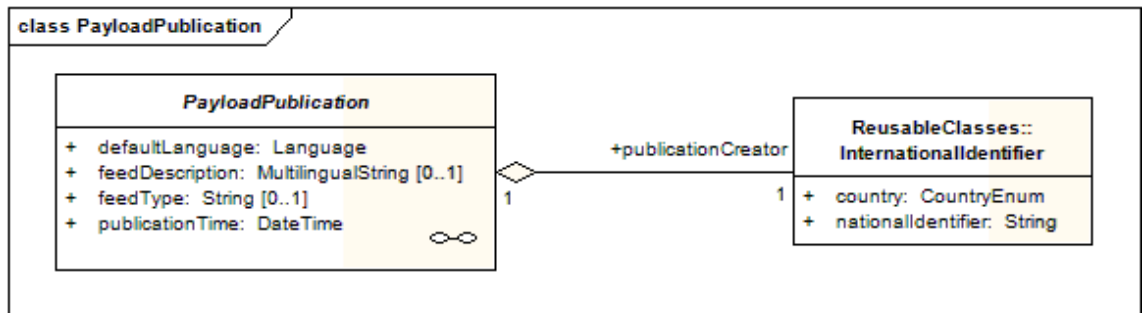 class PayloadPublication
PayloadPublication
+ defaultLanguage: Language
+ feedDescription: MultilingualString [0..1]
+ feedType: String [0..1]
+ publicationTime: DateTime
+publicationCreator
1
1
ReusableClasses::
InternationalIdentifier
+ country: CountryEnum
+ nationalIdentifier: String